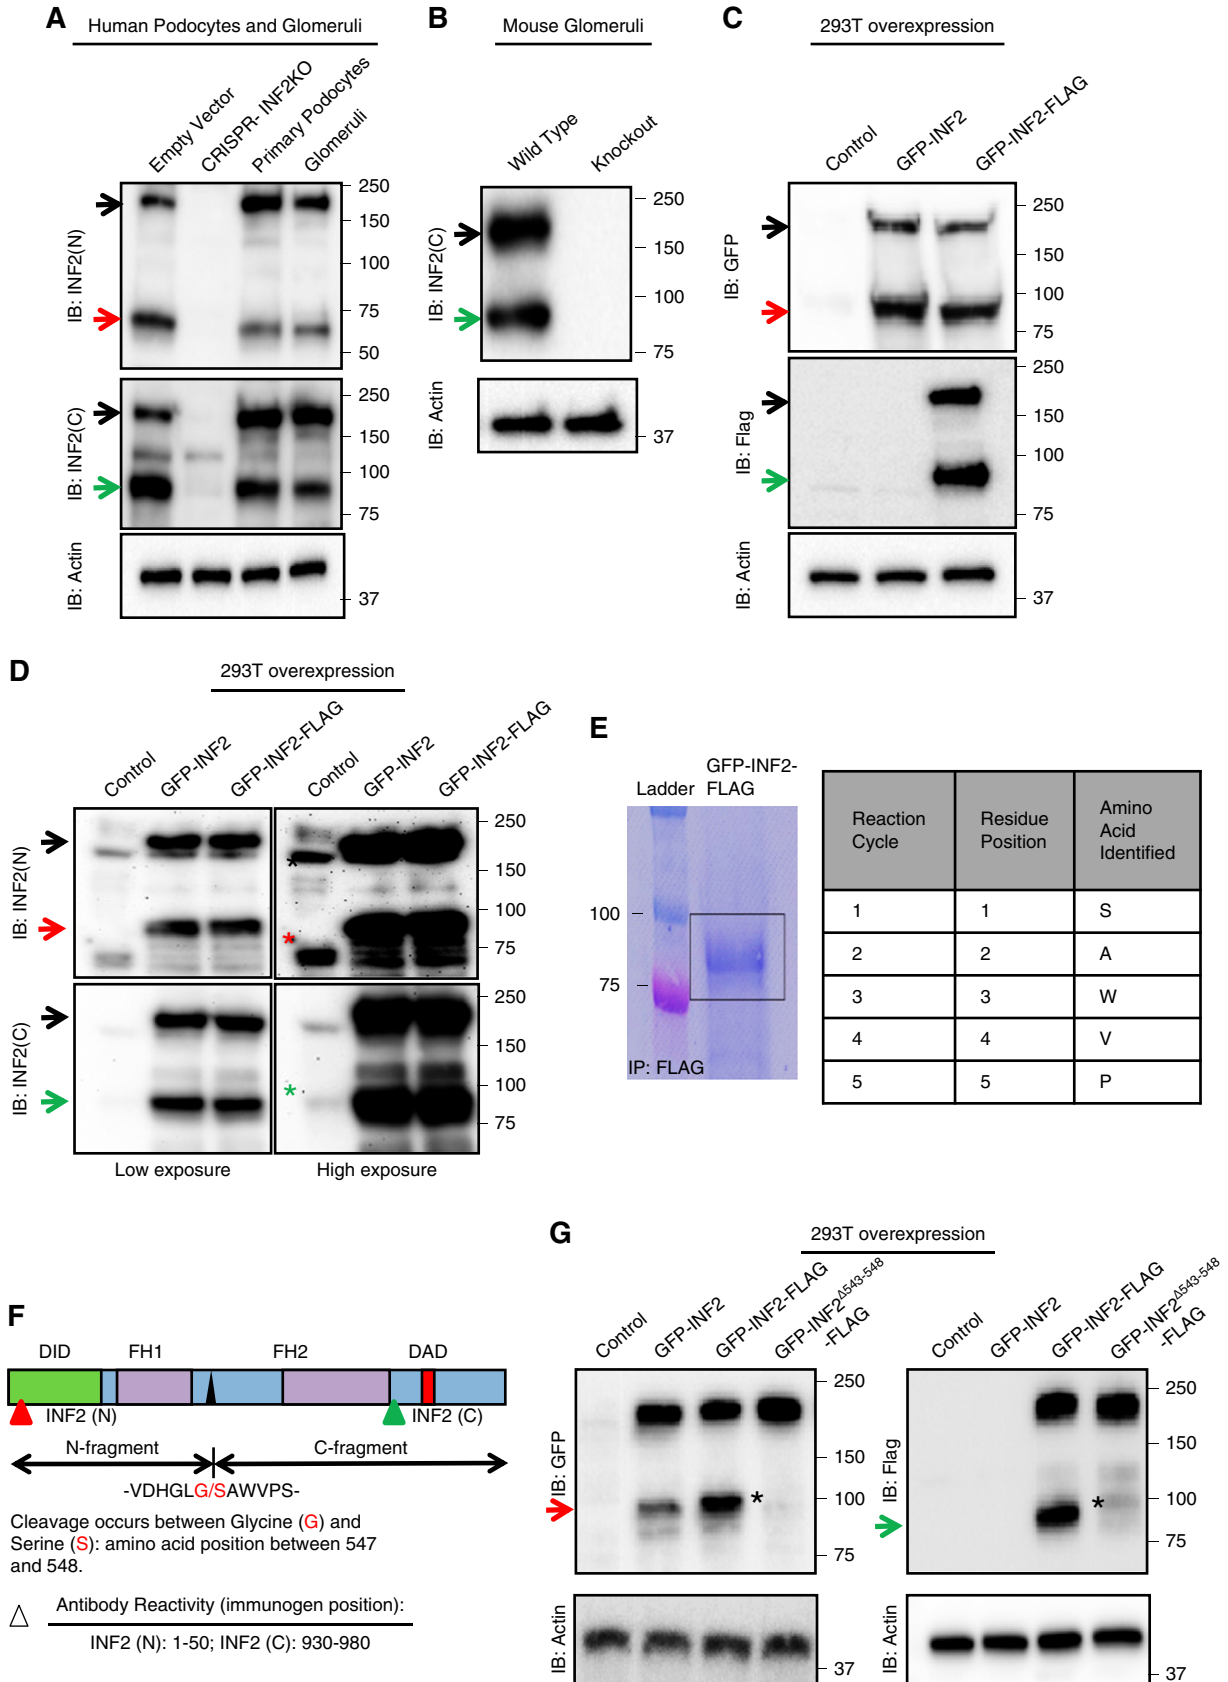 A
Human Podocytes and Glomeruli
Empty Vector
CRISPR- INF2KO
Primary Podocytes
Glomeruli
IB: INF2(N)
250
150
100
75
50
IB: INF2(C)
250
150
100
75
IB: Actin
37
B
Mouse Glomeruli
Wild Type
Knockout
IB: INF2(C)
250
150
100
75
IB: Actin
37
C
293T overexpression
Control
GFP-INF2
GFP-INF2-FLAG
IB: GFP
250
150
100
75
IB: Flag
250
150
100
75
IB: Actin
37
D
293T overexpression
Control
GFP-INF2
GFP-INF2-FLAG
Control
GFP-INF2
GFP-INF2-FLAG
IB: INF2(N)
*
*
250
150
100
75
IB: INF2(C)
*
250
150
100
75
Low exposure
High exposure
E
Ladder
GFP-INF2-
FLAG
100
75
IP: FLAG
Reaction Cycle
Residue Position
Amino Acid Identified
1 1 S
2 2 A
3 3 W
4 4 V
5 5 P
F
DID FH1 FH2 DAD
INF2 (N) INF2 (C)
N-fragment C-fragment
-VDHGLG/SAWVPS-
Cleavage occurs between Glycine (G) and
Serine (S): amino acid position between 547
and 548.
Antibody Reactivity (immunogen position):
INF2 (N): 1-50; INF2 (C): 930-980
G
293T overexpression
Control
GFP-INF2
GFP-INF2-FLAG
GFP-INF2Δ543-548
-FLAG
IB: GFP
*
250
150
100
75
IB: Actin
37
Control
GFP-INF2
GFP-INF2-FLAG
GFP-INF2Δ543-548
-FLAG
IB: Flag
*
250
150
100
75
IB: Actin
37